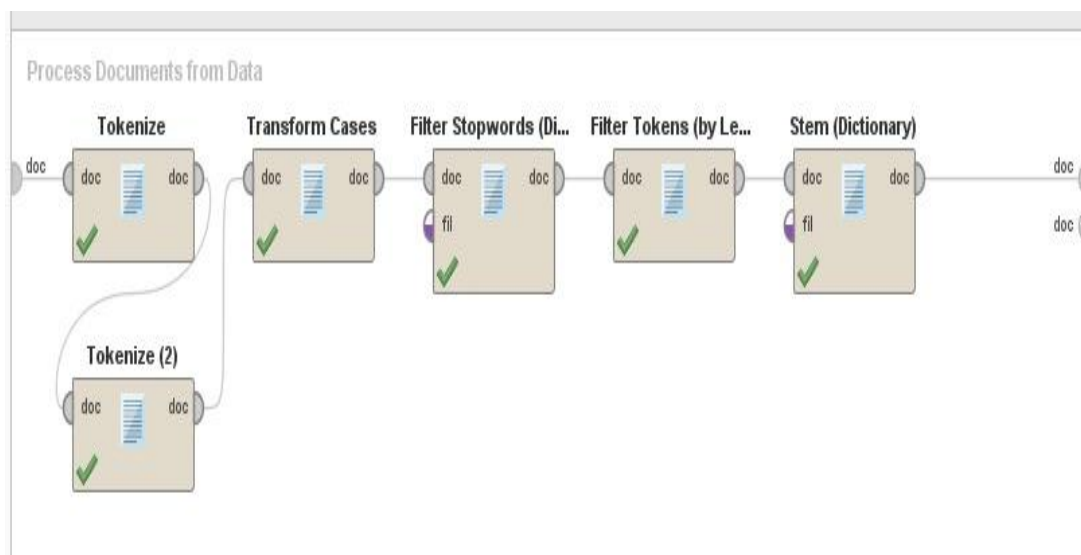 Process Documents from Data
Tokenize
Transform Cases
Filter Stopwords (Di...
Filter Tokens (by Le...
Stem (Dictionary)
doc
doc doc
doc doc
doc doc
doc doc
doc doc
doc
fil
fil
doc
Tokenize (2)
doc doc